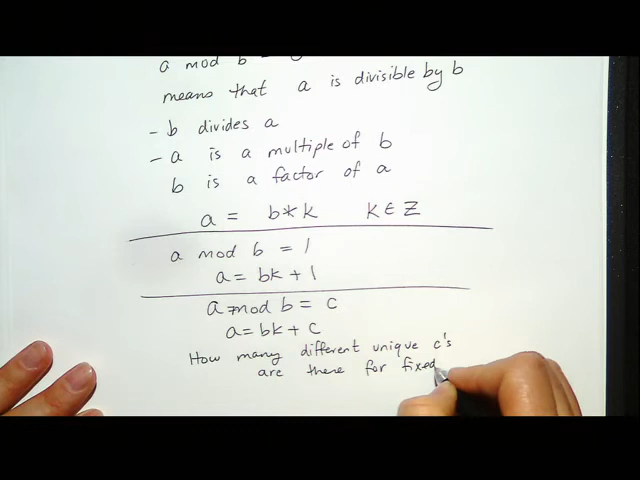 a mod b =
means that a is divisible by b
- b divides a
- a is a multiple of b
b is a factor of a
a = b * k K ∈ Z
a mod b = 1
a = bk + 1
a mod b = c
a = bk + c
How many different unique c's
are there for fixed